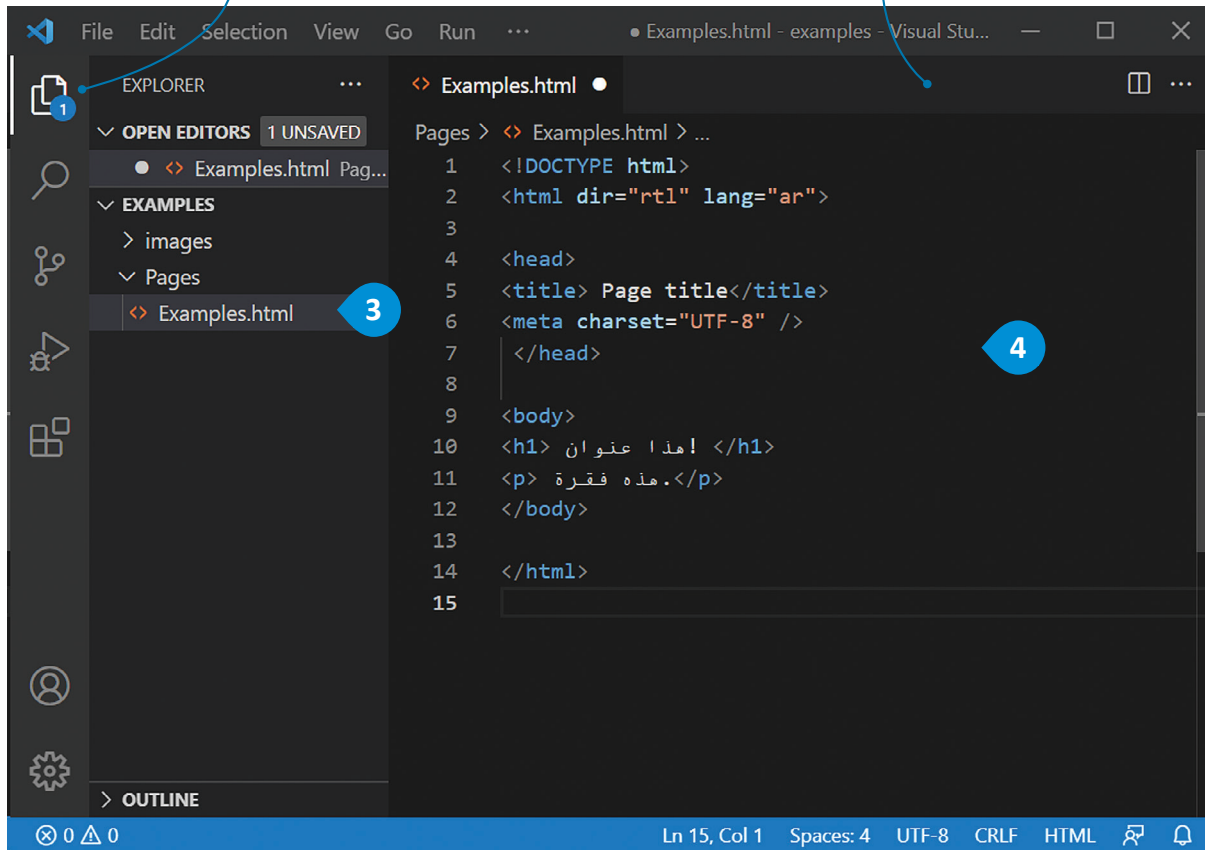 File Edit Selection View Go Run ··· ● Examples.html - examples - Visual Stu...
1
EXPLORER ···
OPEN EDITORS 1 UNSAVED
Examples.html Pag...
EXAMPLES
images
Pages
Examples.html
3
OUTLINE
<> Examples.html ●
Pages > <> Examples.html > ...
1 <!DOCTYPE html>
2 <html dir="rtl" lang="ar">
3
4 <head>
5 <title> Page title</title>
6 <meta charset="UTF-8" />
7 </head>
8
9 <body>
10 <h1> هذا عنوان! </h1>
11 <p> هذه فقرة.</p>
12 </body>
13
14 </html>
15
4
0 0 Ln 15, Col 1 Spaces: 4 UTF-8 CRLF HTML